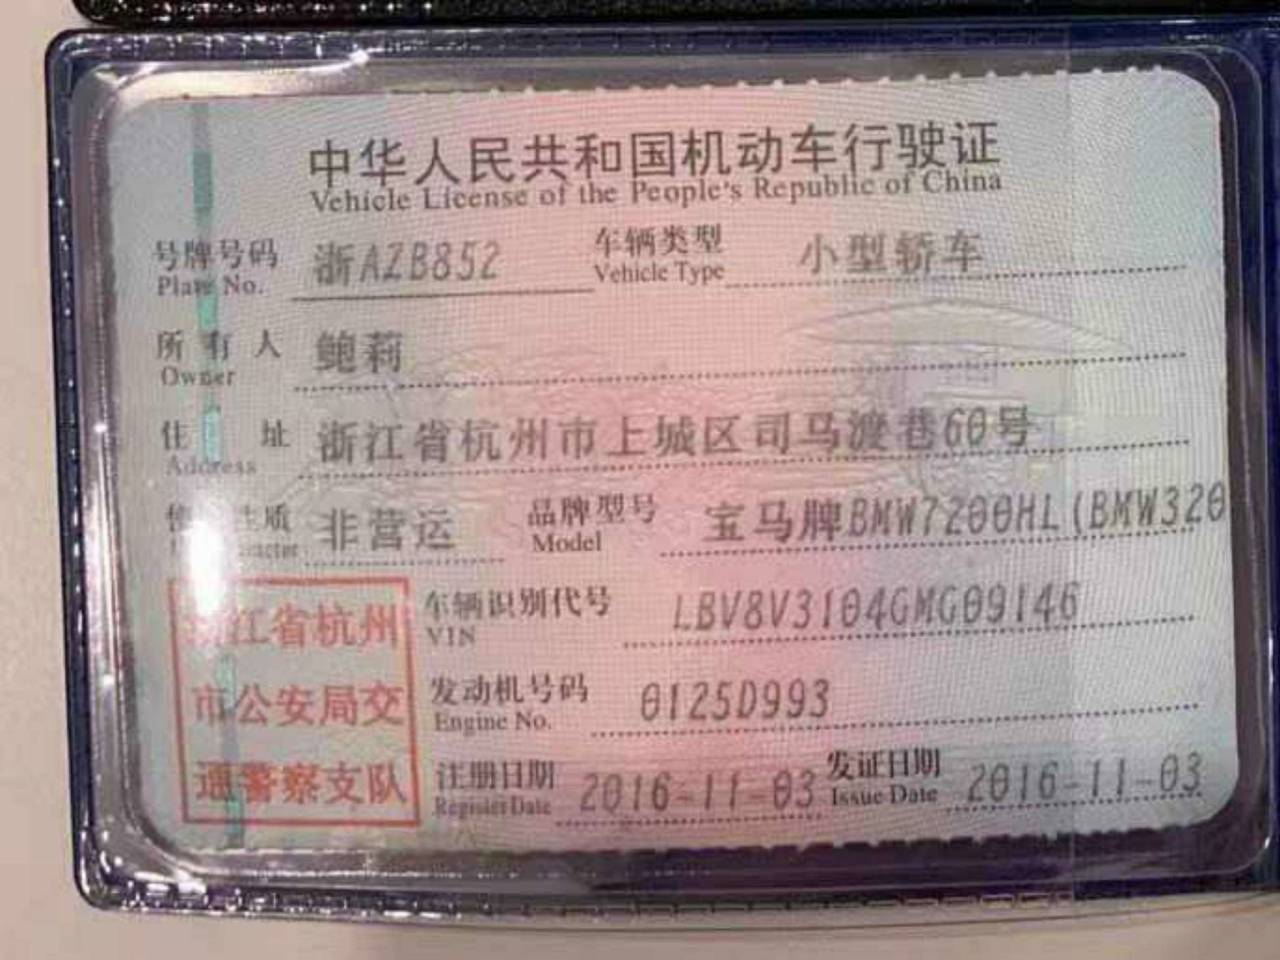 中华人民共和国机动车行驶证
Vehicle License of the People's Republic of China
号牌号码 浙AZB852 车辆类型 小型轿车
Plate No. Vehicle Type
所有人 鲍莉
Owner
住址 浙江省杭州市上城区司马渡巷60号
Address
性质 非营运 品牌型号 宝马牌BMW7200HL(BMW320
Model
浙江省杭州
市公安局交
通警察支队
车辆识别代号 LBV8V3104GMG09146
VIN
发动机号码 0125D993
Engine No.
注册日期 2016-11-03 发证日期 2016-11-03
Register Date Issue Date